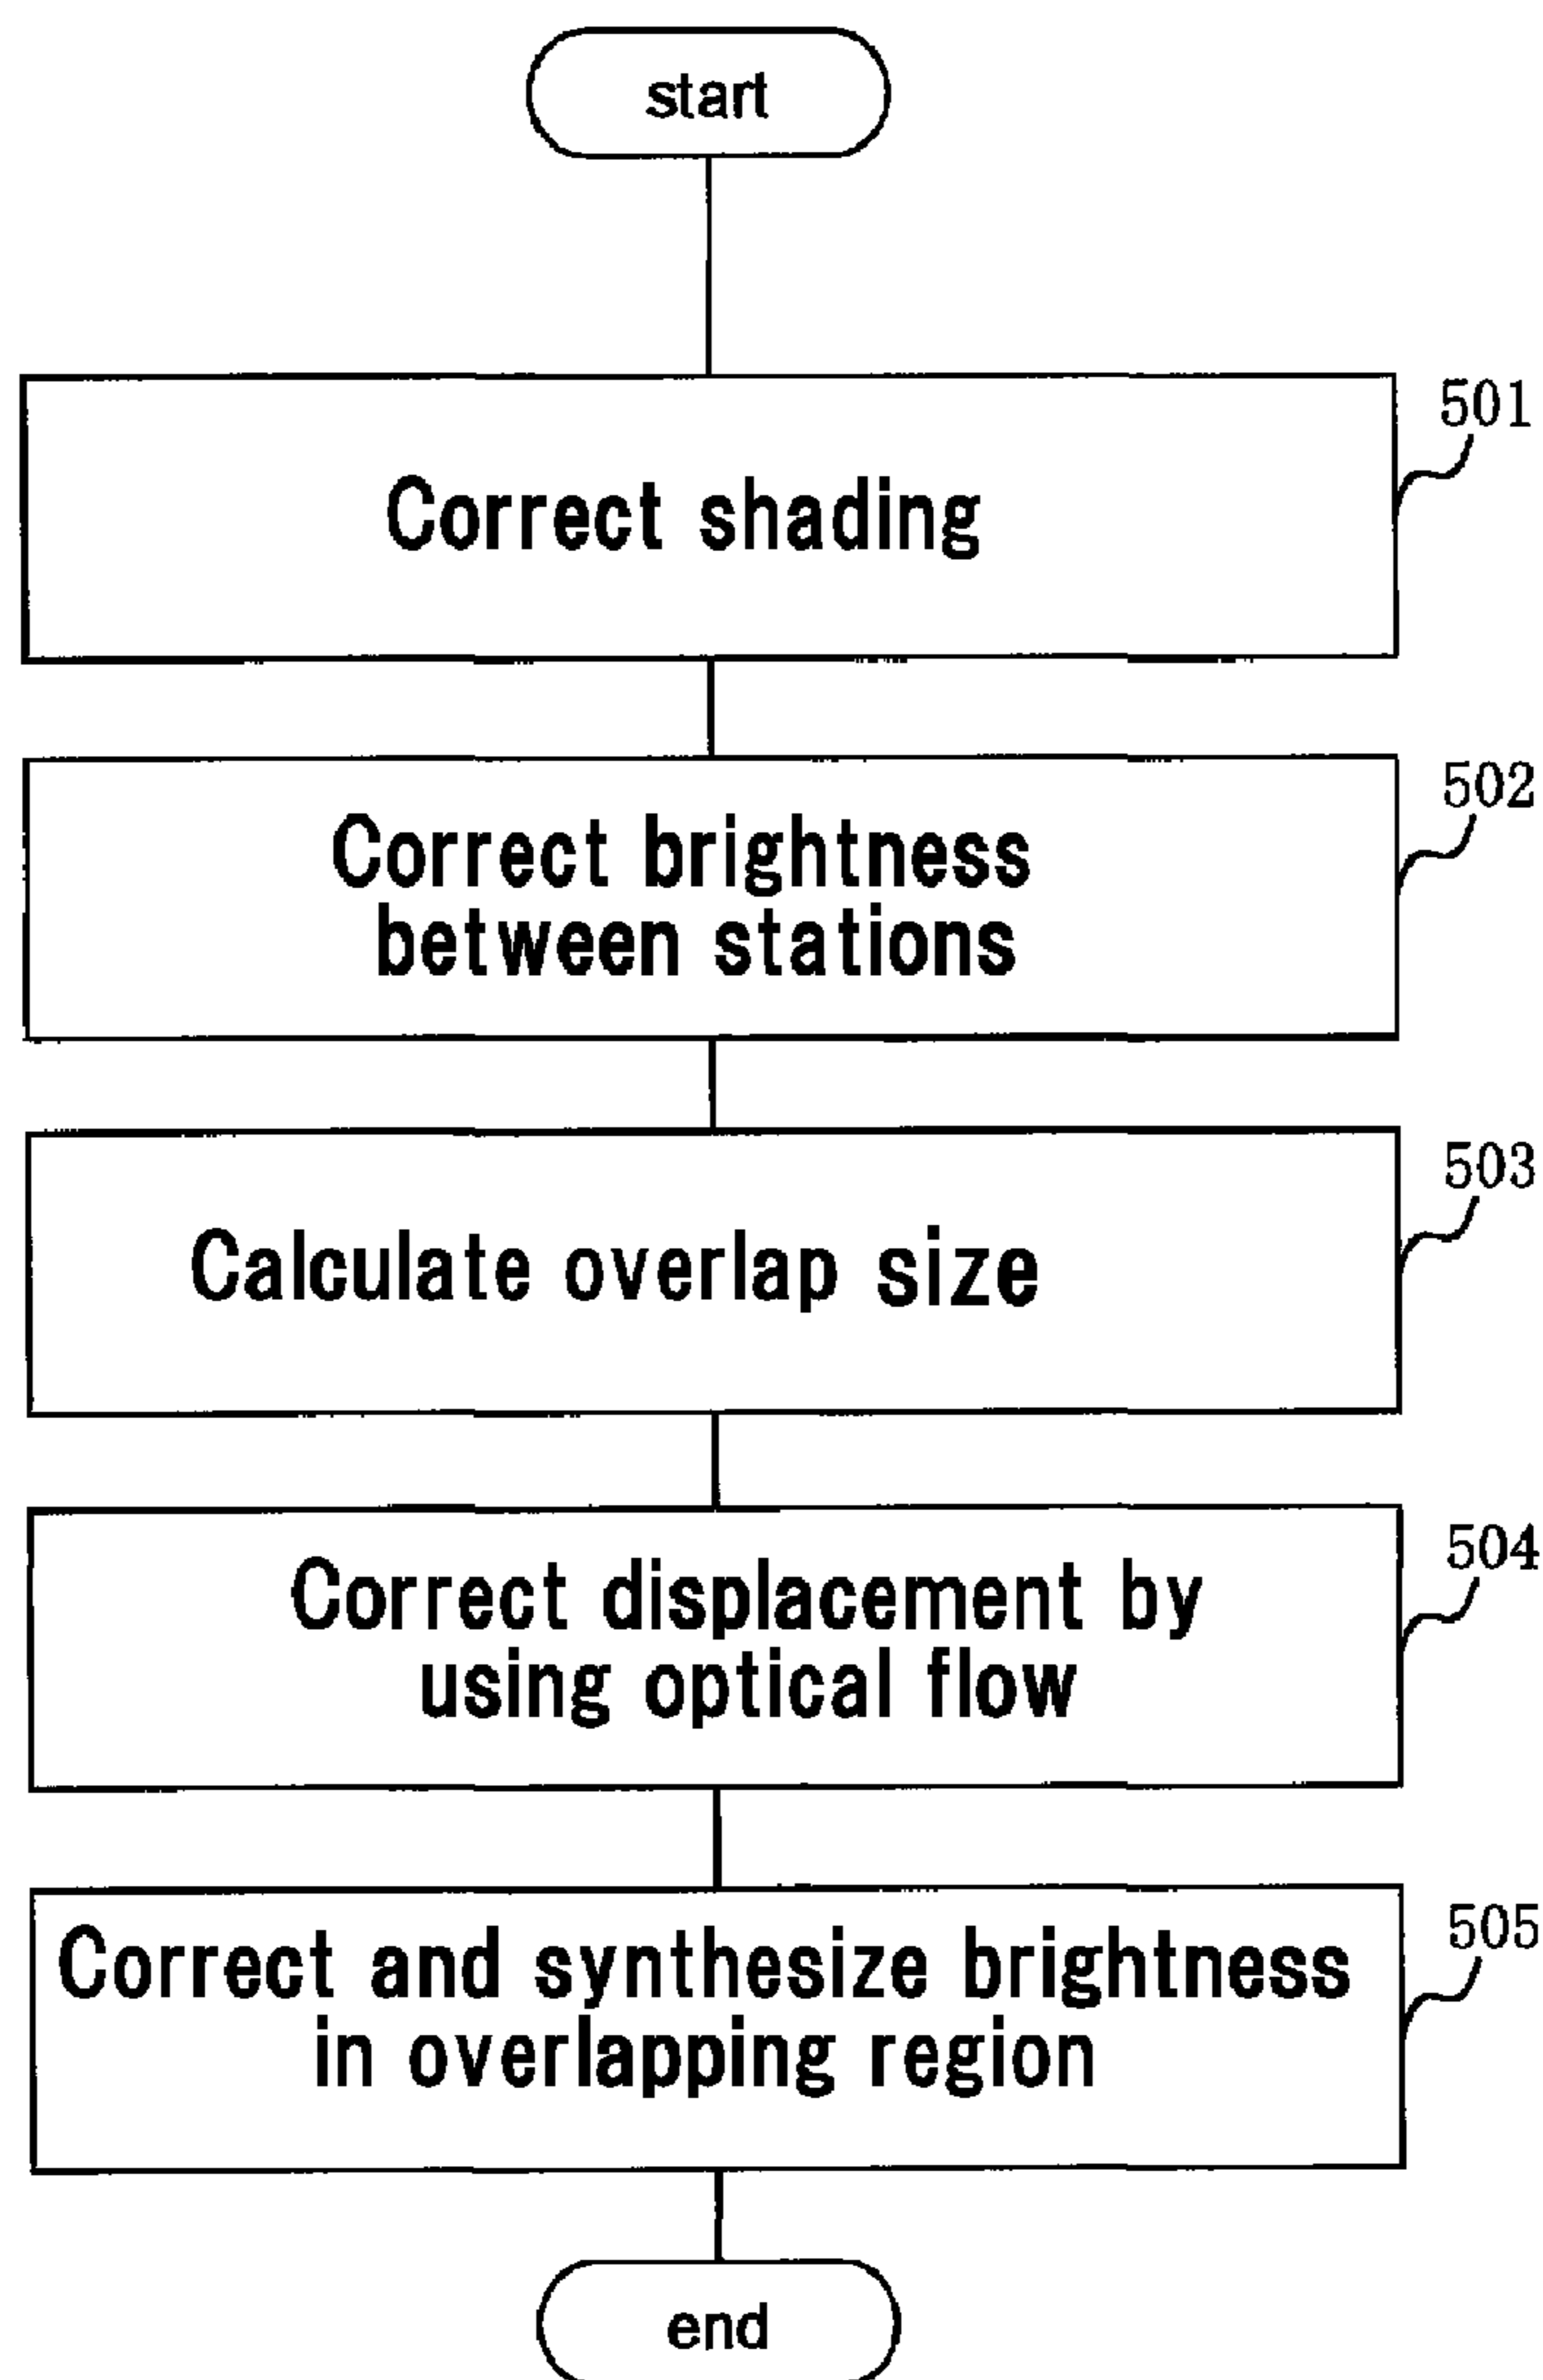 start
501
Correct shading
502
Correct brightness
between stations
503
Calculate overlap size
504
Correct displacement by
using optical flow
505
Correct and synthesize brightness
in overlapping region
end